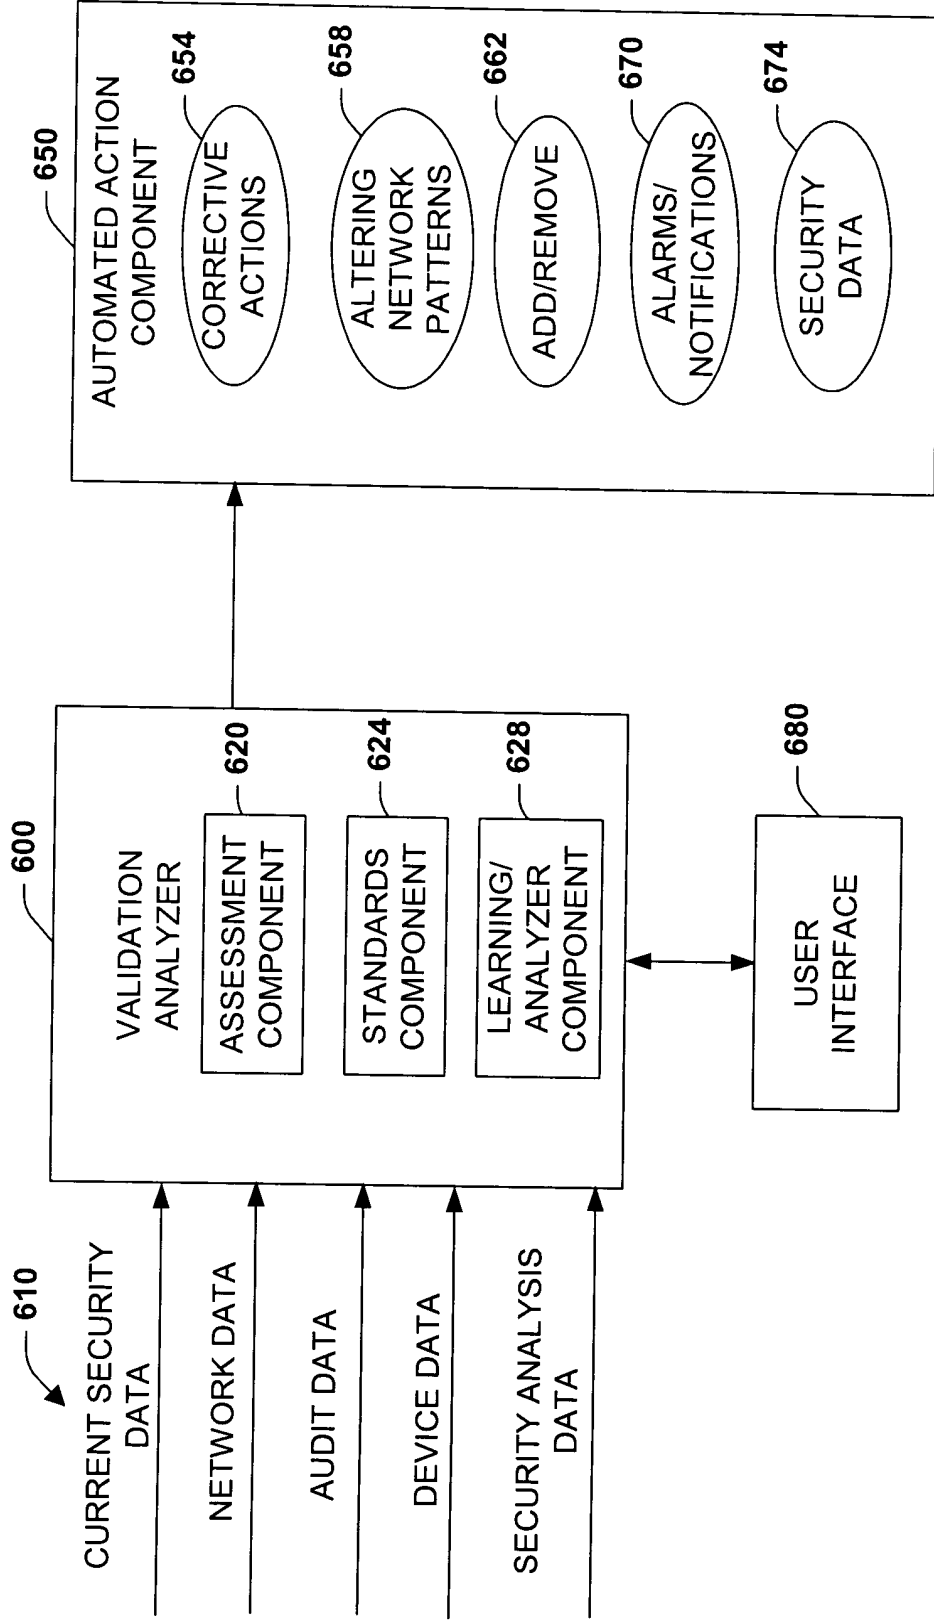 610
CURRENT SECURITY
DATA
NETWORK DATA
AUDIT DATA
DEVICE DATA
SECURITY ANALYSIS
DATA
600
VALIDATION
ANALYZER
620
ASSESSMENT
COMPONENT
624
STANDARDS
COMPONENT
628
LEARNING/
ANALYZER
COMPONENT
680
USER
INTERFACE
650
AUTOMATED ACTION
COMPONENT
654
CORRECTIVE
ACTIONS
658
ALTERING
NETWORK
PATTERNS
662
ADD/REMOVE
670
ALARMS/
NOTIFICATIONS
674
SECURITY
DATA